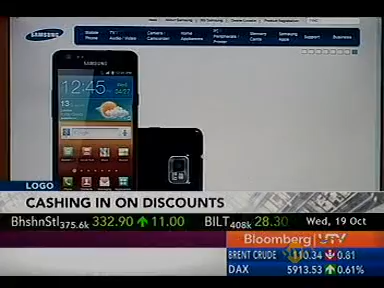 SAMSUNG
Mobile Phone
TV / Audio / Video
Camera / Camcorder
Home Appliances
PC / Peripherals / Printer
Memory Cards
Samsung Apps
Support
Business
SAMSUNG
12:45
LOGO
CASHING IN ON DISCOUNTS
BhshnStl 375.6k 332.90 11.00 BILT 408k 28.30 Wed, 19 Oct
Bloomberg UTV
BRENT CRUDE 110.34 0.81
DAX 5913.53 0.61%